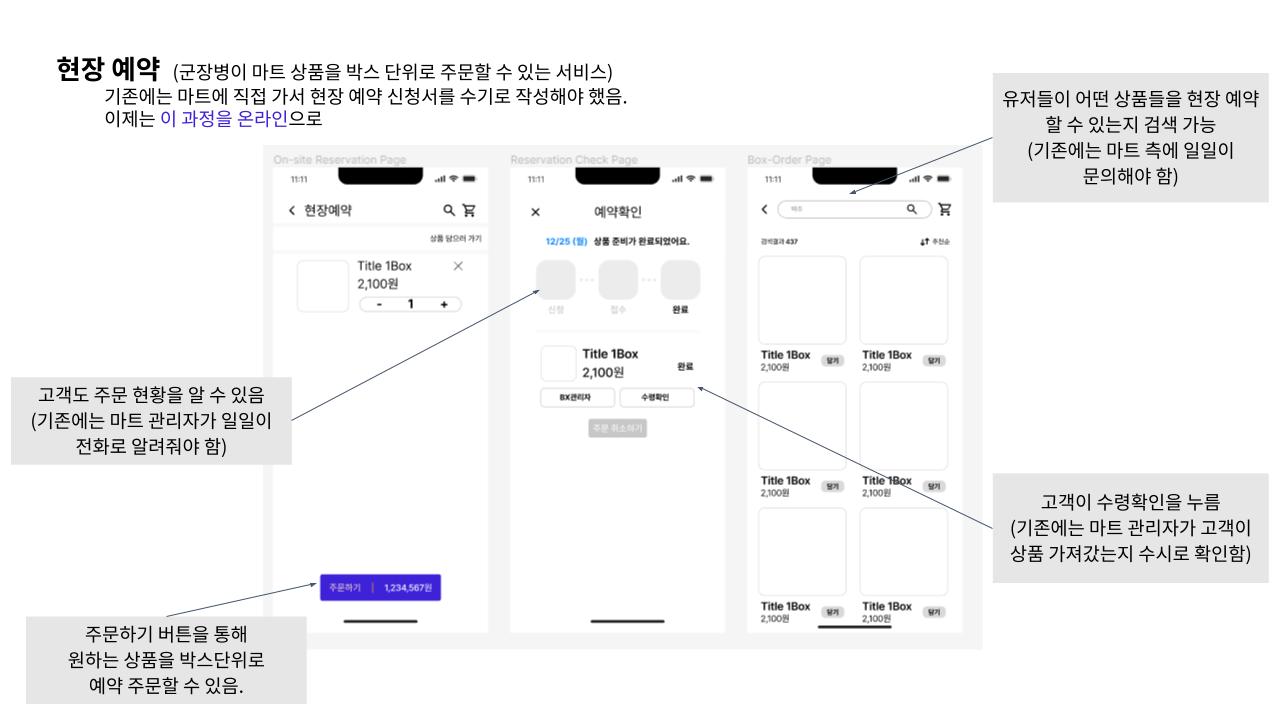 현장 예약 (군장병이 마트 상품을 박스 단위로 주문할 수 있는 서비스)
기존에는 마트에 직접 가서 현장 예약 신청서를 수기로 작성해야 했음.
이제는 이 과정을 온라인으로
유저들이 어떤 상품들을 현장 예약
할 수 있는지 검색 가능
(기존에는 마트 측에 일일이
문의해야 함)
On-site Reservation Page
11:11
현장예약
상품 담으러 가기
Title 1Box
2,100원
- 1 +
주문하기 | 1,234,567원
Reservation Check Page
11:11
예약확인
12/25 (월) 상품 준비가 완료되었어요.
신청 접수 완료
Title 1Box
2,100원
완료
BX관리자 수령확인
주문 취소하기
Box-Order Page
11:11
검색결과 437 추천순
Title 1Box 담기 Title 1Box 담기
2,100원 2,100원
Title 1Box 담기 Title 1Box 담기
2,100원 2,100원
Title 1Box 담기 Title 1Box 담기
2,100원 2,100원
고객도 주문 현황을 알 수 있음
(기존에는 마트 관리자가 일일이
전화로 알려줘야 함)
고객이 수령확인을 누름
(기존에는 마트 관리자가 고객이
상품 가져갔는지 수시로 확인함)
주문하기 버튼을 통해
원하는 상품을 박스단위로
예약 주문할 수 있음.